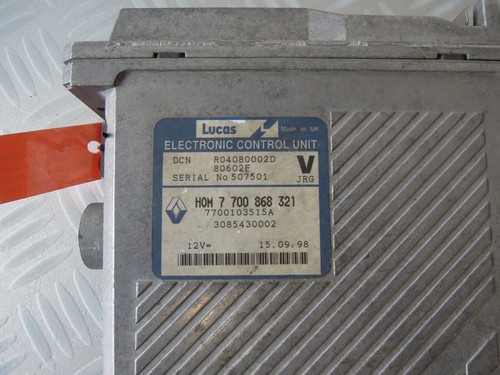 Lucas Made in UK
ELECTRONIC CONTROL UNIT
DCN R04080002D
80602F
SERIAL No 507501
V
JRG
HOM 7 700 868 321
7700103515A
3085430002
12V= 15.09.98